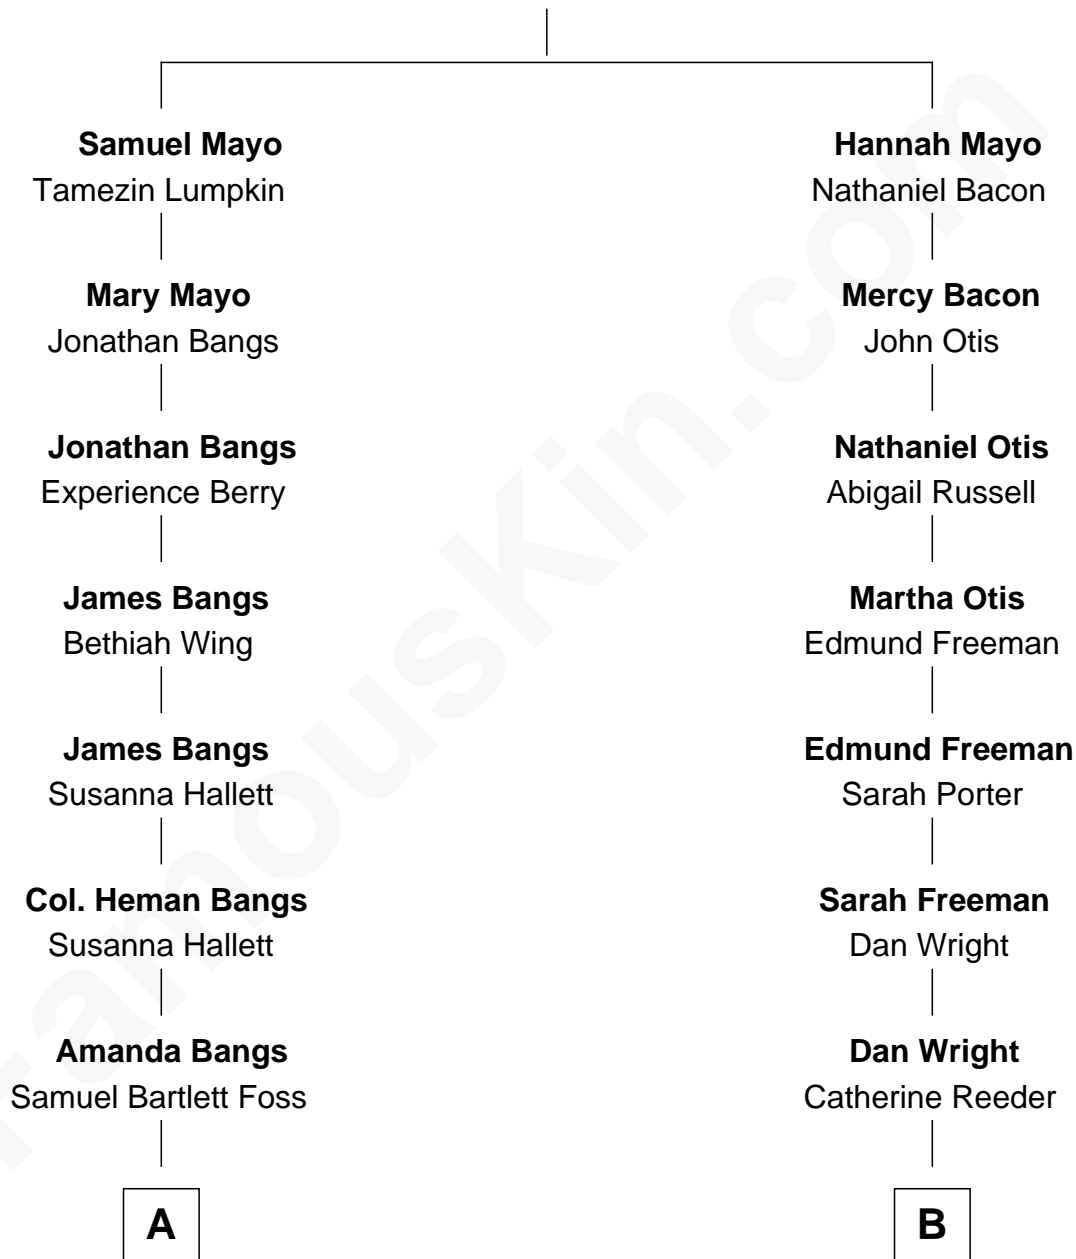 Samuel Mayo
Tamezin Lumpkin
Mary Mayo
Jonathan Bangs
Jonathan Bangs
Experience Berry
James Bangs
Bethiah Wing
James Bangs
Susanna Hallett
Col. Heman Bangs
Susanna Hallett
Amanda Bangs
Samuel Bartlett Foss
A
Hannah Mayo
Nathaniel Bacon
Mercy Bacon
John Otis
Nathaniel Otis
Abigail Russell
Martha Otis
Edmund Freeman
Edmund Freeman
Sarah Porter
Sarah Freeman
Dan Wright
Dan Wright
Catherine Reeder
B
FamousKin.com